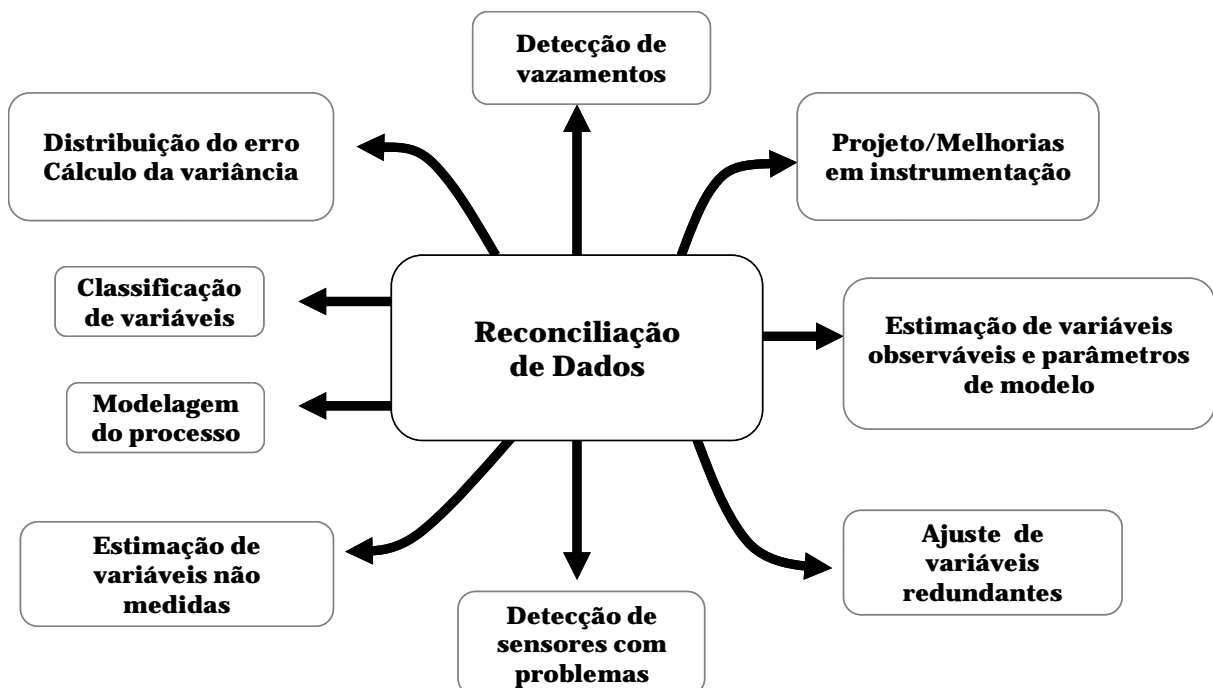 Detecção de
vazamentos
Distribuição do erro
Cálculo da variância
Projeto/Melhorias
em instrumentação
Classificação
de variáveis
Reconciliação
de Dados
Estimação de variáveis
observáveis e parâmetros
de modelo
Modelagem
do processo
Estimação de
variáveis não
medidas
Detecção de
sensores com
problemas
Ajuste de
variáveis
redundantes